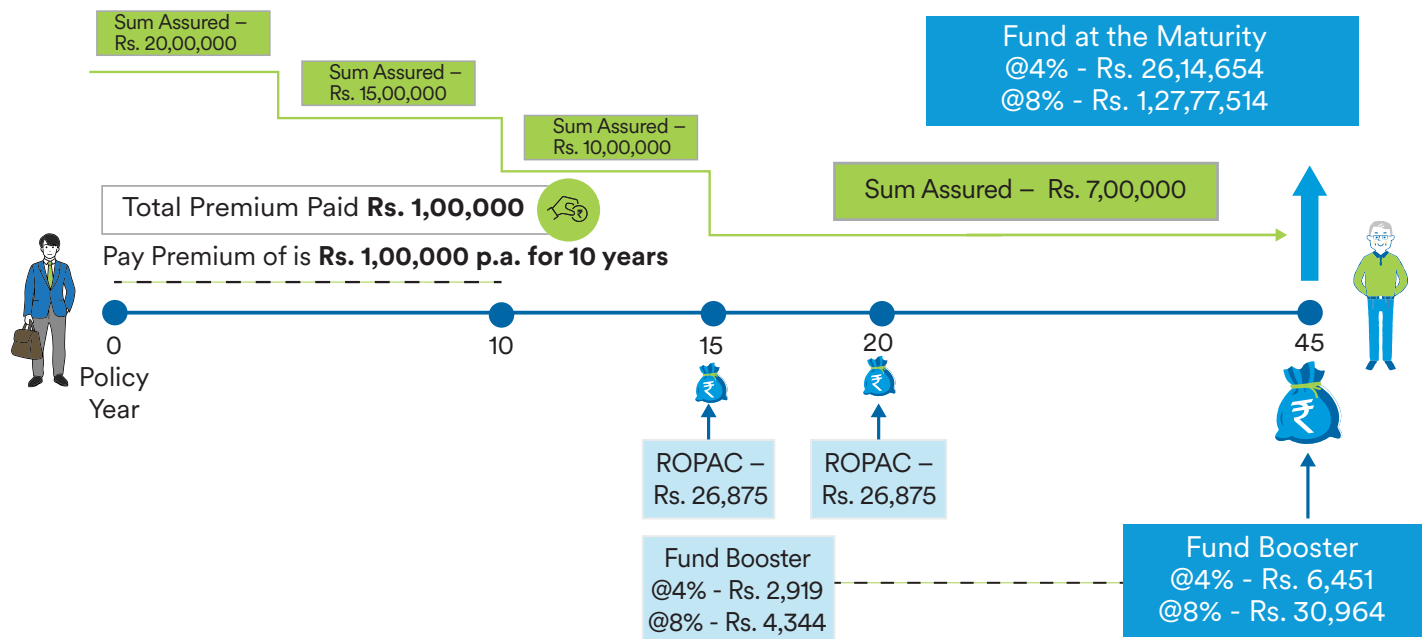 Sum Assured –
Rs. 20,00,000
Sum Assured –
Rs. 15,00,000
Sum Assured –
Rs. 10,00,000
Fund at the Maturity
@4% - Rs. 26,14,654
@8% - Rs. 1,27,77,514
Sum Assured – Rs. 7,00,000
Total Premium Paid Rs. 1,00,000
₹
Pay Premium of is Rs. 1,00,000 p.a. for 10 years
0
10
15
20
45
Policy
Year
₹
₹
₹
ROPAC –
Rs. 26,875
ROPAC –
Rs. 26,875
Fund Booster
@4% - Rs. 2,919
@8% - Rs. 4,344
Fund Booster
@4% - Rs. 6,451
@8% - Rs. 30,964